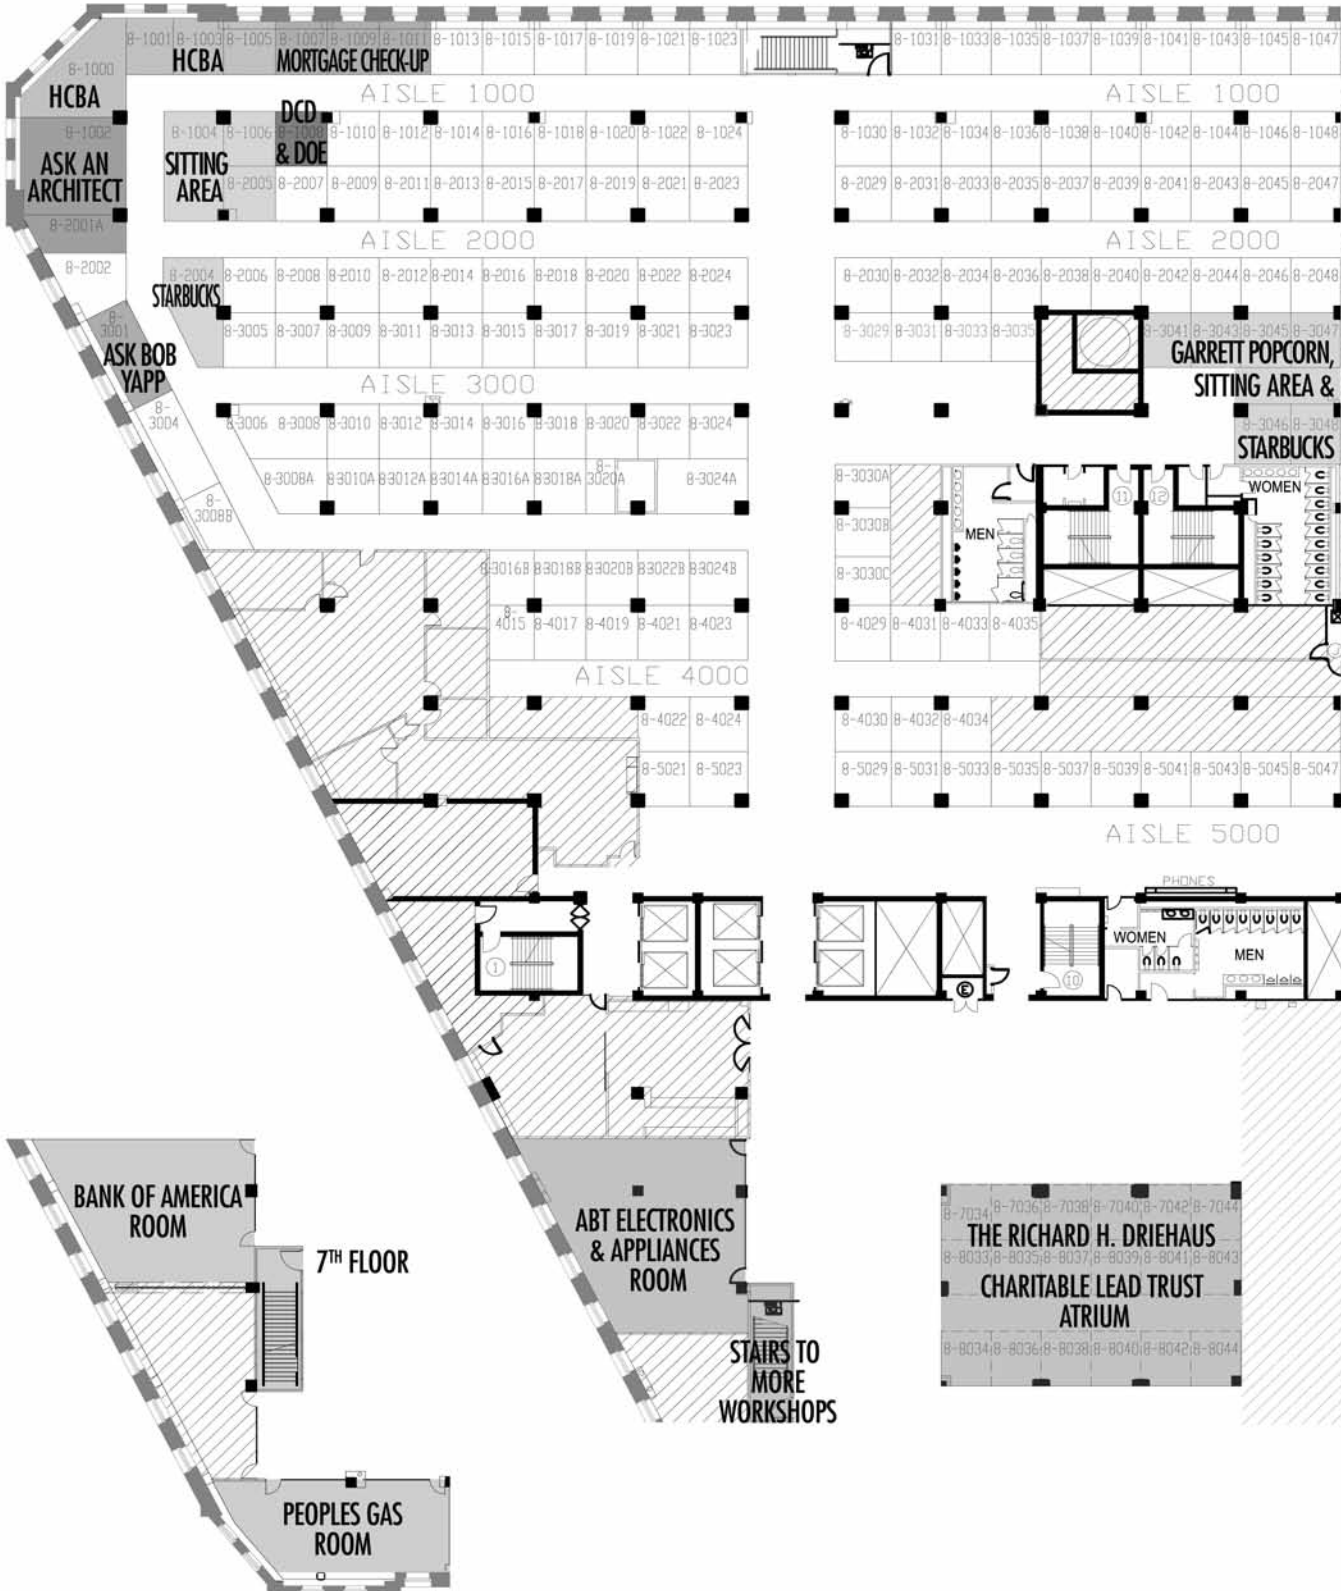 8-1001 8-1003 8-1005 8-1007 8-1009 8-1011 8-1013 8-1015 8-1017 8-1019 8-1021 8-1023 8-1031 8-1033 8-1035 8-1037 8-1039 8-1041 8-1043 8-1045 8-1047
HCBA MORTGAGE CHECK-UP
8-1000
HCBA
AISLE 1000 AISLE 1000
DCD
8-1002 8-1004 8-1006 8-1008 8-1010 8-1012 8-1014 8-1016 8-1018 8-1020 8-1022 8-1024 8-1030 8-1032 8-1034 8-1036 8-1038 8-1040 8-1042 8-1044 8-1046 8-1048
& DOE
ASK AN
ARCHITECT
SITTING
AREA
8-2005 8-2007 8-2009 8-2011 8-2013 8-2015 8-2017 8-2019 8-2021 8-2023 8-2029 8-2031 8-2033 8-2035 8-2037 8-2039 8-2041 8-2043 8-2045 8-2047
8-2001A
AISLE 2000 AISLE 2000
8-2002 8-2004 8-2006 8-2008 8-2010 8-2012 8-2014 8-2016 8-2018 8-2020 8-2022 8-2024 8-2030 8-2032 8-2034 8-2036 8-2038 8-2040 8-2042 8-2044 8-2046 8-2048
STARBUCKS
8-3001 8-3005 8-3007 8-3009 8-3011 8-3013 8-3015 8-3017 8-3019 8-3021 8-3023 8-3029 8-3031 8-3033 8-3035 8-3041 8-3043 8-3045 8-3047
ASK BOB
YAPP
GARRETT POPCORN,
SITTING AREA &
STARBUCKS
AISLE 3000
8-3004 8-3006 8-3008 8-3010 8-3012 8-3014 8-3016 8-3018 8-3020 8-3022 8-3024 8-3046 8-3048
8-3008A 8-3010A 8-3012A 8-3014A 8-3016A 8-3018A 8-3020A 8-3024A 8-3030A
8-3008B
8-3030B
MEN 11 12 WOMEN
8-3016B 8-3018B 8-3020B 8-3022B 8-3024B 8-3030C
8-4015 8-4017 8-4019 8-4021 8-4023 8-4029 8-4031 8-4033 8-4035
AISLE 4000
8-4022 8-4024 8-4030 8-4032 8-4034
8-5021 8-5023 8-5029 8-5031 8-5033 8-5035 8-5037 8-5039 8-5041 8-5043 8-5045 8-5047
AISLE 5000
PHONES
1 E 10 WOMEN MEN
BANK OF AMERICA
ROOM
7TH FLOOR
ABT ELECTRONICS
& APPLIANCES
ROOM
8-7034 8-7036 8-7038 8-7040 8-7042 8-7044
THE RICHARD H. DRIEHAUS
8-8033 8-8035 8-8037 8-8039 8-8041 8-8043
CHARITABLE LEAD TRUST
ATRIUM
8-8034 8-8036 8-8038 8-8040 8-8042 8-8044
STAIRS TO
MORE
WORKSHOPS
PEOPLES GAS
ROOM